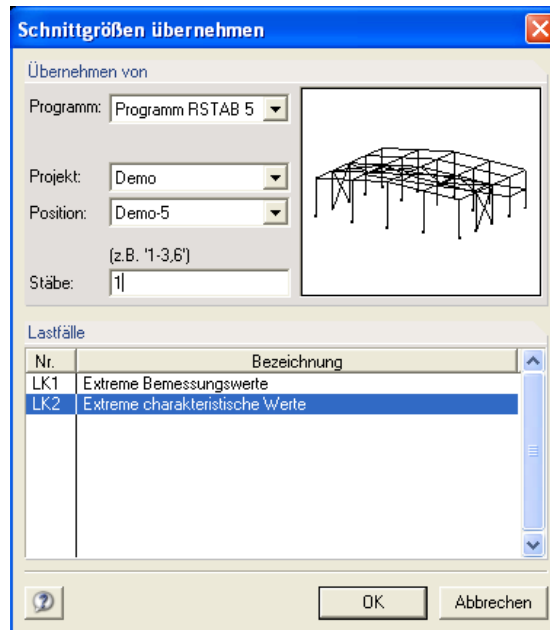 Schnittgrößen übernehmen
Übernehmen von
Programm: Programm RSTAB 5
Projekt: Demo
Position: Demo-5
(z.B. '1-3,6')
Stäbe: 1
Lastfälle
Nr. Bezeichnung
LK1 Extreme Bemessungswerte
LK2 Extreme charakteristische Werte
OK Abbrechen